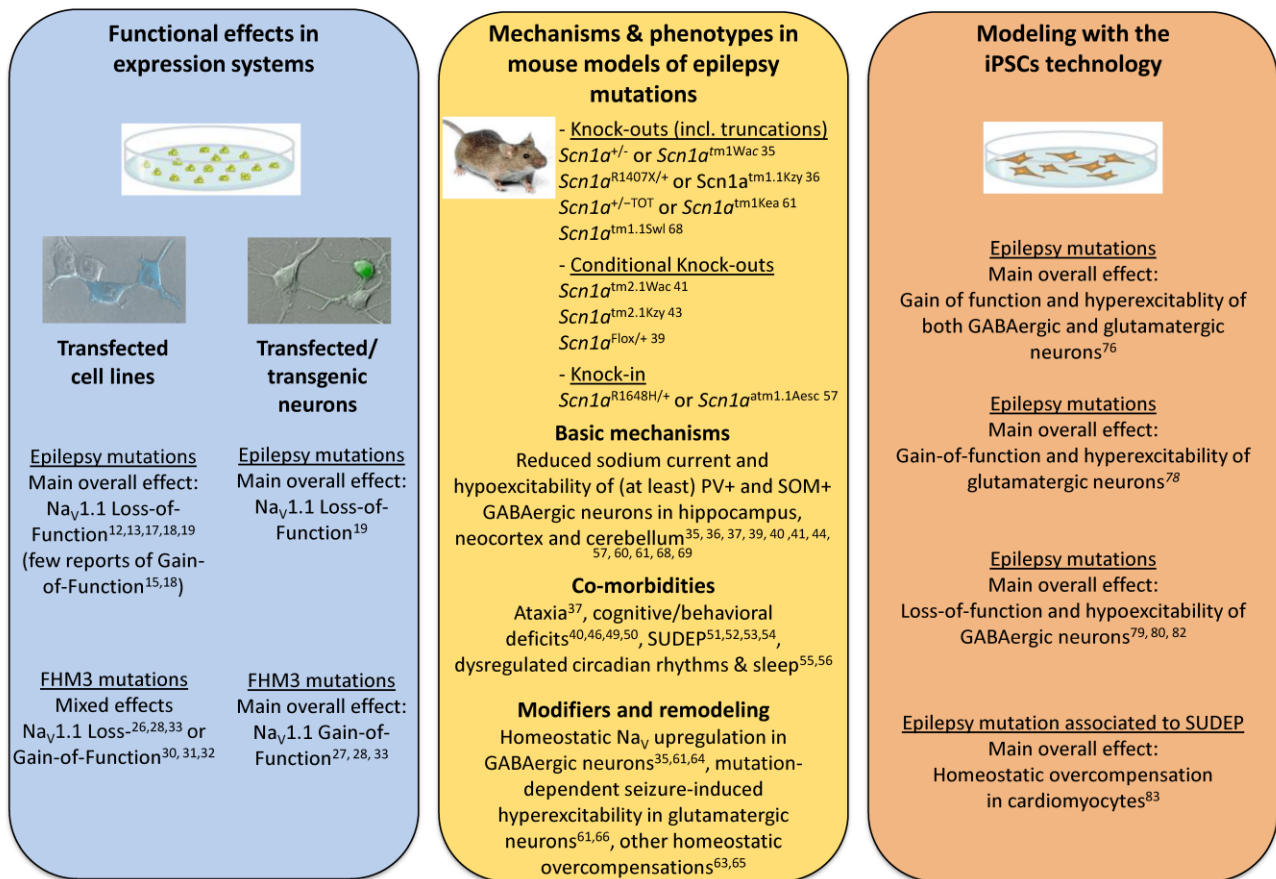 Functional effects in
expression systems
Transfected
cell lines
Epilepsy mutations
Main overall effect:
NaV1.1 Loss-of-
Function12,13,17,18,19
(few reports of Gain-
of-Function15,18)
FHM3 mutations
Mixed effects
NaV1.1 Loss-26,28,33 or
Gain-of-Function30, 31,32
Transfected/
transgenic
neurons
Epilepsy mutations
Main overall effect:
NaV1.1 Loss-of-
Function19
FHM3 mutations
Main overall effect:
NaV1.1 Gain-of-
Function27, 28, 33
Mechanisms & phenotypes in
mouse models of epilepsy
mutations
- Knock-outs (incl. truncations)
Scn1a+/- or Scn1atm1Wac 35
Scn1aR1407X/+ or Scn1atm1.1Kzy 36
Scn1a+/−TOT or Scn1atm1Kea 61
Scn1atm1.1Swl 68
- Conditional Knock-outs
Scn1atm2.1Wac 41
Scn1atm2.1Kzy 43
Scn1aFlox/+ 39
- Knock-in
Scn1aR1648H/+ or Scn1aatm1.1Aesc 57
Basic mechanisms
Reduced sodium current and
hypoexcitability of (at least) PV+ and SOM+
GABAergic neurons in hippocampus,
neocortex and cerebellum35, 36, 37, 39, 40 ,41, 44,
57, 60, 61, 68, 69
Co-morbidities
Ataxia37, cognitive/behavioral
deficits40,46,49,50, SUDEP51,52,53,54,
dysregulated circadian rhythms & sleep55,56
Modifiers and remodeling
Homeostatic NaV upregulation in
GABAergic neurons35,61,64, mutation-
dependent seizure-induced
hyperexcitability in glutamatergic
neurons61,66, other homeostatic
overcompensations63,65
Modeling with the
iPSCs technology
Epilepsy mutations
Main overall effect:
Gain of function and hyperexcitablity of
both GABAergic and glutamatergic
neurons76
Epilepsy mutations
Main overall effect:
Gain-of-function and hyperexcitability of
glutamatergic neurons78
Epilepsy mutations
Main overall effect:
Loss-of-function and hypoexcitability of
GABAergic neurons79, 80, 82
Epilepsy mutation associated to SUDEP
Main overall effect:
Homeostatic overcompensation
in cardiomyocytes83